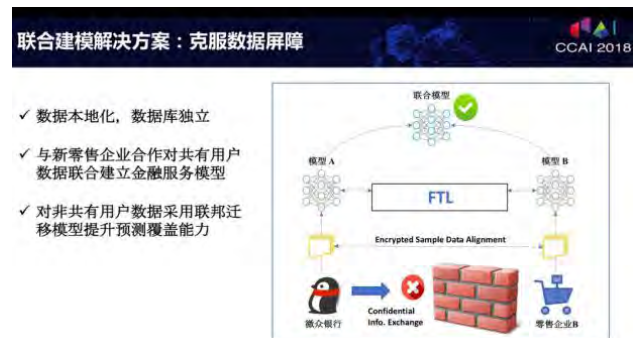 联合建模解决方案：克服数据屏障
CCAI 2018
✓ 数据本地化，数据库独立
✓ 与新零售企业合作对共有用户
数据联合建立金融服务模型
✓ 对非共有用户数据采用联邦迁
移模型提升预测覆盖能力
联合模型
模型 A
模型 B
FTL
Encrypted Sample Data Alignment
Confidential
Info. Exchange
微众银行
零售企业B